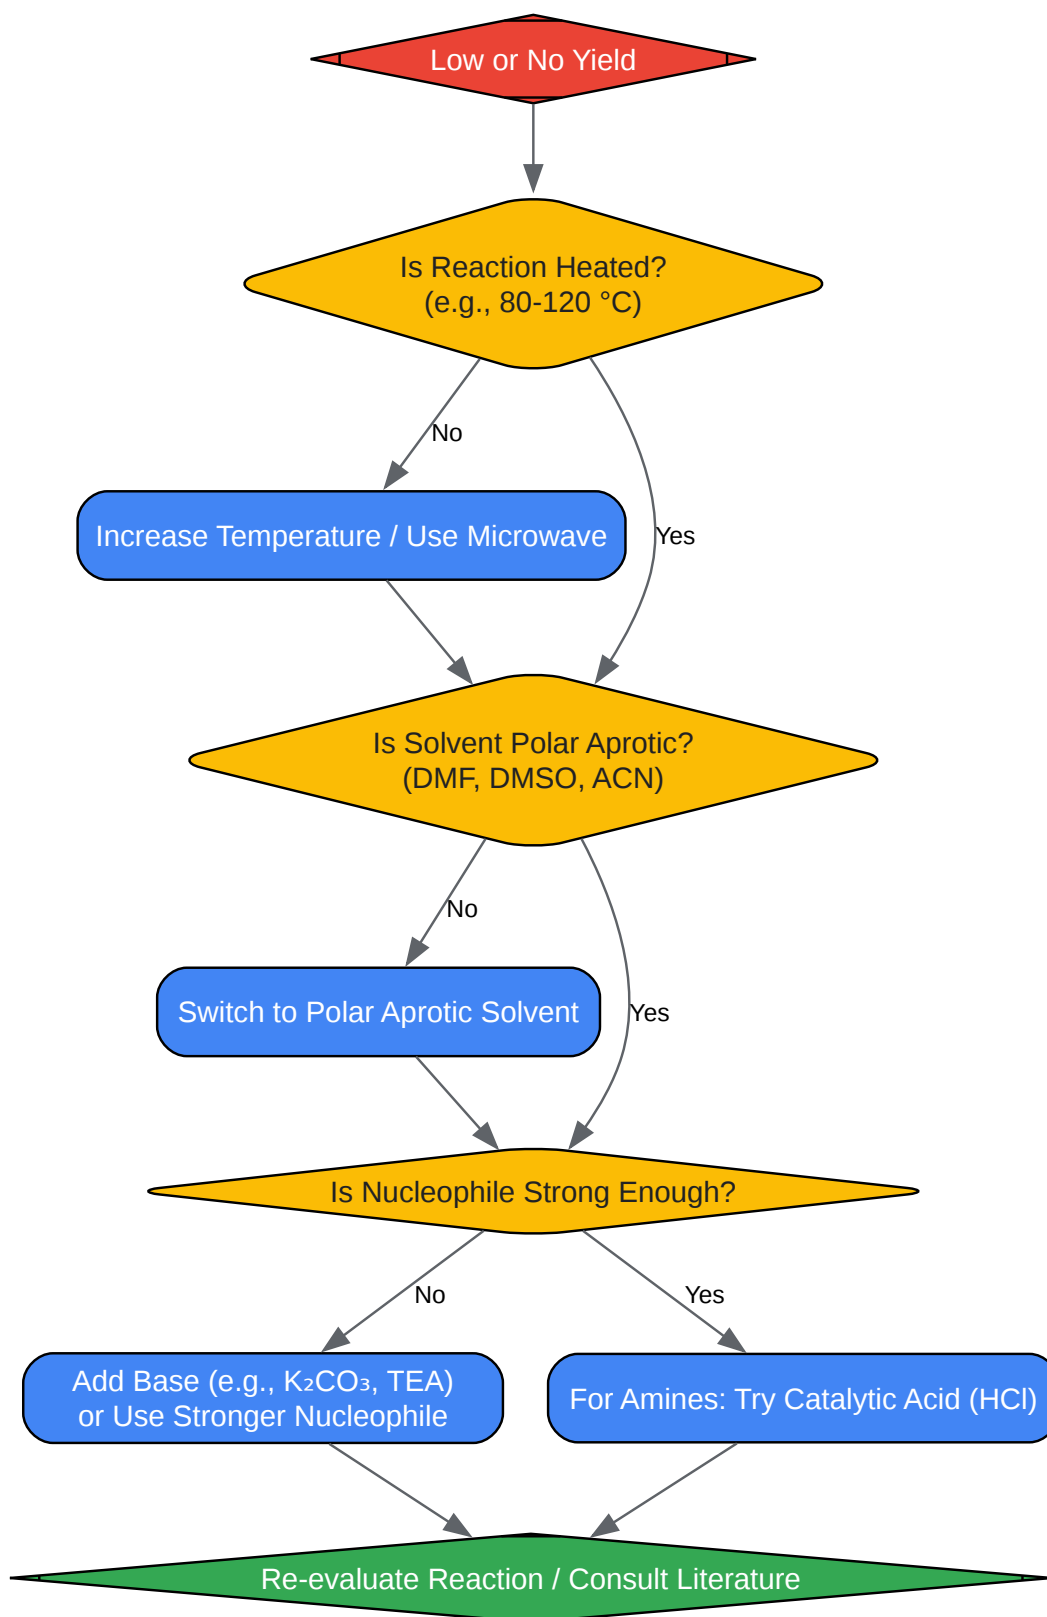 Low or No Yield
Is Reaction Heated?
(e.g., 80-120 °C)
No
Increase Temperature / Use Microwave
Yes
Is Solvent Polar Aprotic?
(DMF, DMSO, ACN)
No
Switch to Polar Aprotic Solvent
Yes
Is Nucleophile Strong Enough?
No
Yes
Add Base (e.g., K₂CO₃, TEA)
or Use Stronger Nucleophile
For Amines: Try Catalytic Acid (HCl)
Re-evaluate Reaction / Consult Literature